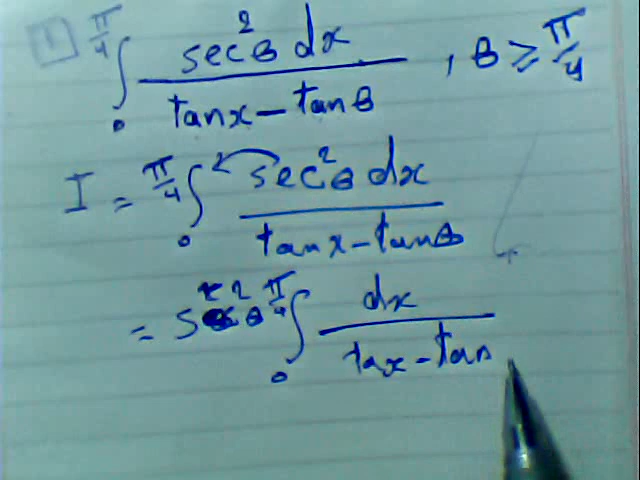 1 π/4 ∫ 0 sec²θ dx / tanx - tanθ , θ ≥ π/4
I = π/4 ∫ 0 sec²θ dx / tanx - tanθ
= sec²θ π/4 ∫ 0 dx / tax - tan